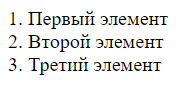 1. Первый элемент
2. Второй элемент
3. Третий элемент